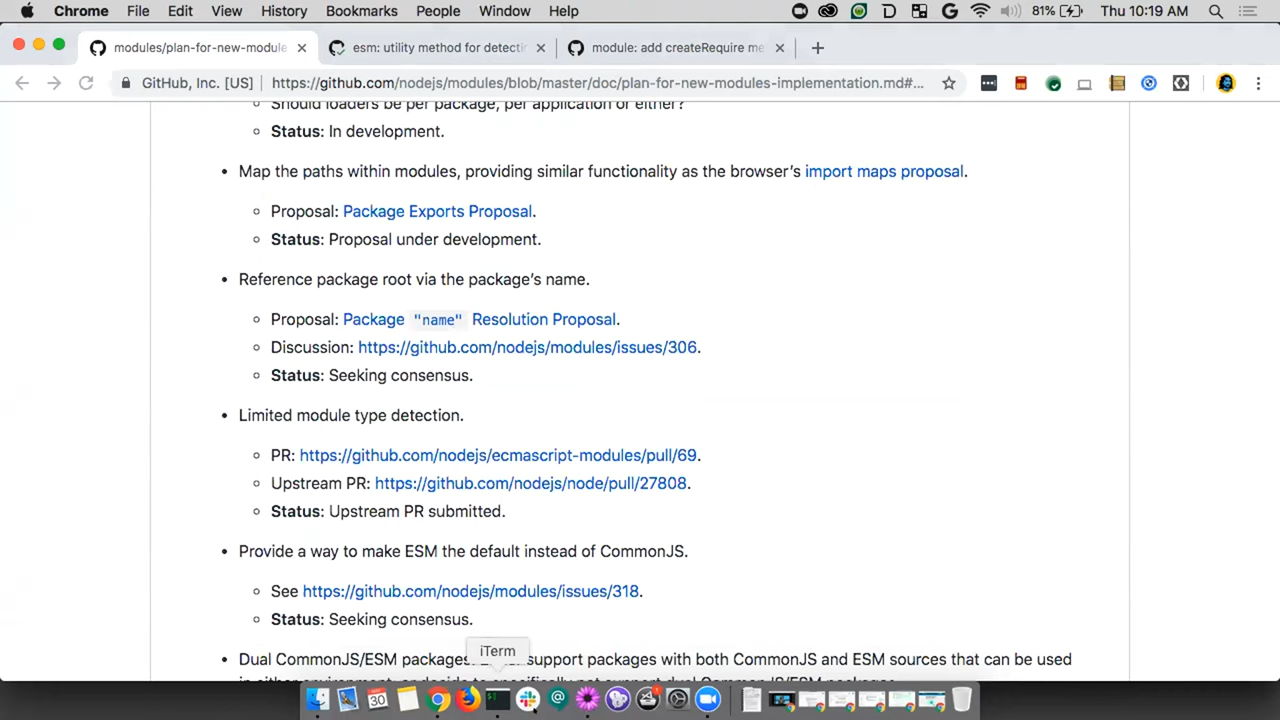 Chrome File Edit View History Bookmarks People Window Help 81% Thu 10:19 AM
modules/plan-for-new-module esm: utility method for detecti module: add createRequire me
GitHub, Inc. [US] https://github.com/nodejs/modules/blob/master/doc/plan-for-new-modules-implementation.md#...
Should loaders be per package, per application or either?
Status: In development.
Map the paths within modules, providing similar functionality as the browser’s import maps proposal.
Proposal: Package Exports Proposal.
Status: Proposal under development.
Reference package root via the package’s name.
Proposal: Package "name" Resolution Proposal.
Discussion: https://github.com/nodejs/modules/issues/306.
Status: Seeking consensus.
Limited module type detection.
PR: https://github.com/nodejs/ecmascript-modules/pull/69.
Upstream PR: https://github.com/nodejs/node/pull/27808.
Status: Upstream PR submitted.
Provide a way to make ESM the default instead of CommonJS.
See https://github.com/nodejs/modules/issues/318.
Status: Seeking consensus.
iTerm
Dual CommonJS/ESM packages: support packages with both CommonJS and ESM sources that can be used
30